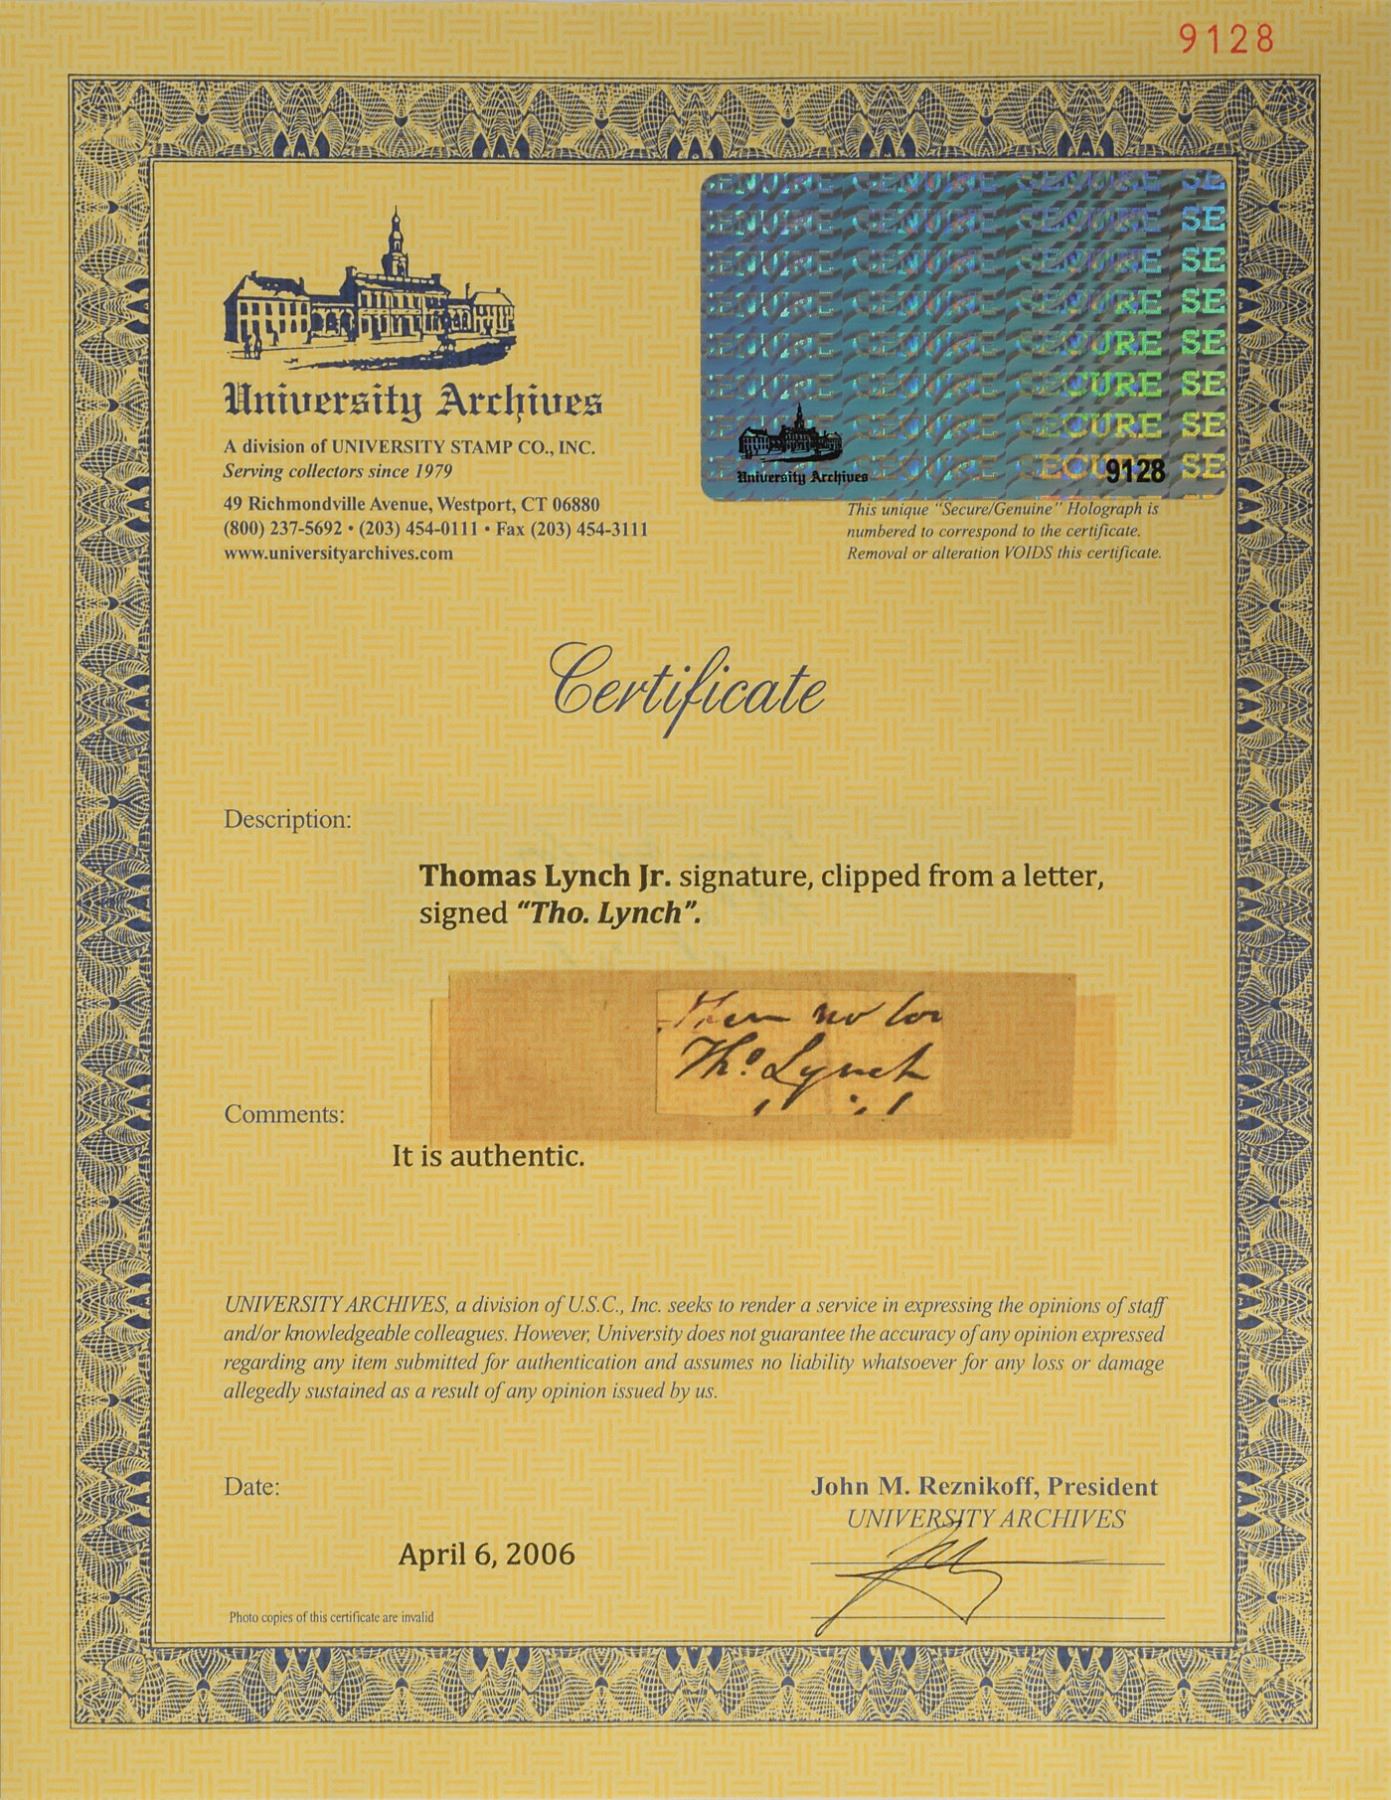 9128
GENUINE GENUINE SECURE SE
University Archives
9128
University Archives
A division of UNIVERSITY STAMP CO., INC.
Serving collectors since 1979
49 Richmondville Avenue, Westport, CT 06880
(800) 237-5692 • (203) 454-0111 • Fax (203) 454-3111
www.universityarchives.com
This unique "Secure/Genuine" Holograph is
numbered to correspond to the certificate.
Removal or alteration VOIDS this certificate.
Certificate
Description:
Thomas Lynch Jr. signature, clipped from a letter,
signed "Tho. Lynch".
no
Tho. Lynch
Comments:
It is authentic.
UNIVERSITY ARCHIVES, a division of U.S.C., Inc. seeks to render a service in expressing the opinions of staff
and/or knowledgeable colleagues. However, University does not guarantee the accuracy of any opinion expressed
regarding any item submitted for authentication and assumes no liability whatsoever for any loss or damage
allegedly sustained as a result of any opinion issued by us.
Date:
John M. Reznikoff, President
UNIVERSITY ARCHIVES
April 6, 2006
Photo copies of this certificate are invalid